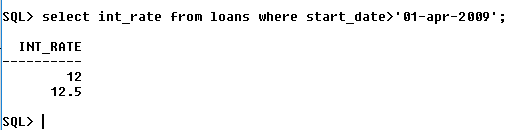 SQL> select int_rate from loans where start_date>'01-apr-2009';
INT_RATE
----------
12
12.5
SQL>